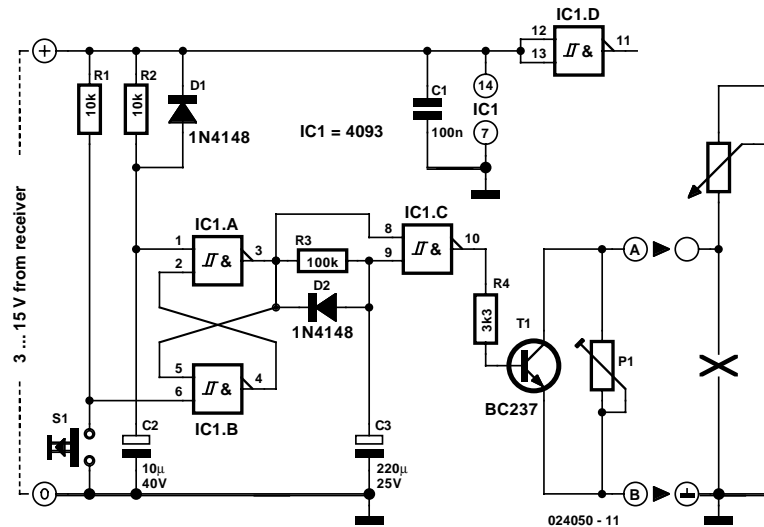 IC1.D
12
13
&
11
+
R1
10k
R2
10k
D1
1N4148
C1
100n
14
IC1
7
IC1 = 4093
3 ... 15 V from receiver
IC1.A
1
2
&
3
R3
100k
D2
1N4148
IC1.C
8
9
&
10
R4
3k3
T1
BC237
P1
A
5
6
&
4
IC1.B
S1
C2
10µ
40V
C3
220µ
25V
0
B
024050 - 11